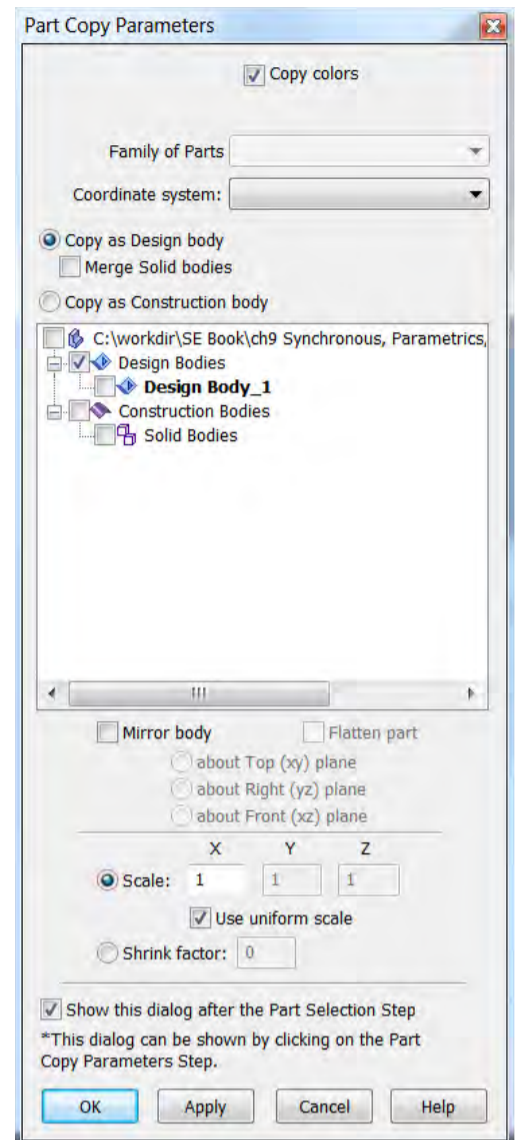 Part Copy Parameters
Copy colors
Family of Parts
Coordinate system:
Copy as Design body
Merge Solid bodies
Copy as Construction body
C:\workdir\SE Book\ch9 Synchronous, Parametrics,
Design Bodies
Design Body_1
Construction Bodies
Solid Bodies
Mirror body Flatten part
about Top (xy) plane
about Right (yz) plane
about Front (xz) plane
X Y Z
Scale: 1 1 1
Use uniform scale
Shrink factor: 0
Show this dialog after the Part Selection Step
*This dialog can be shown by clicking on the Part
Copy Parameters Step.
OK Apply Cancel Help